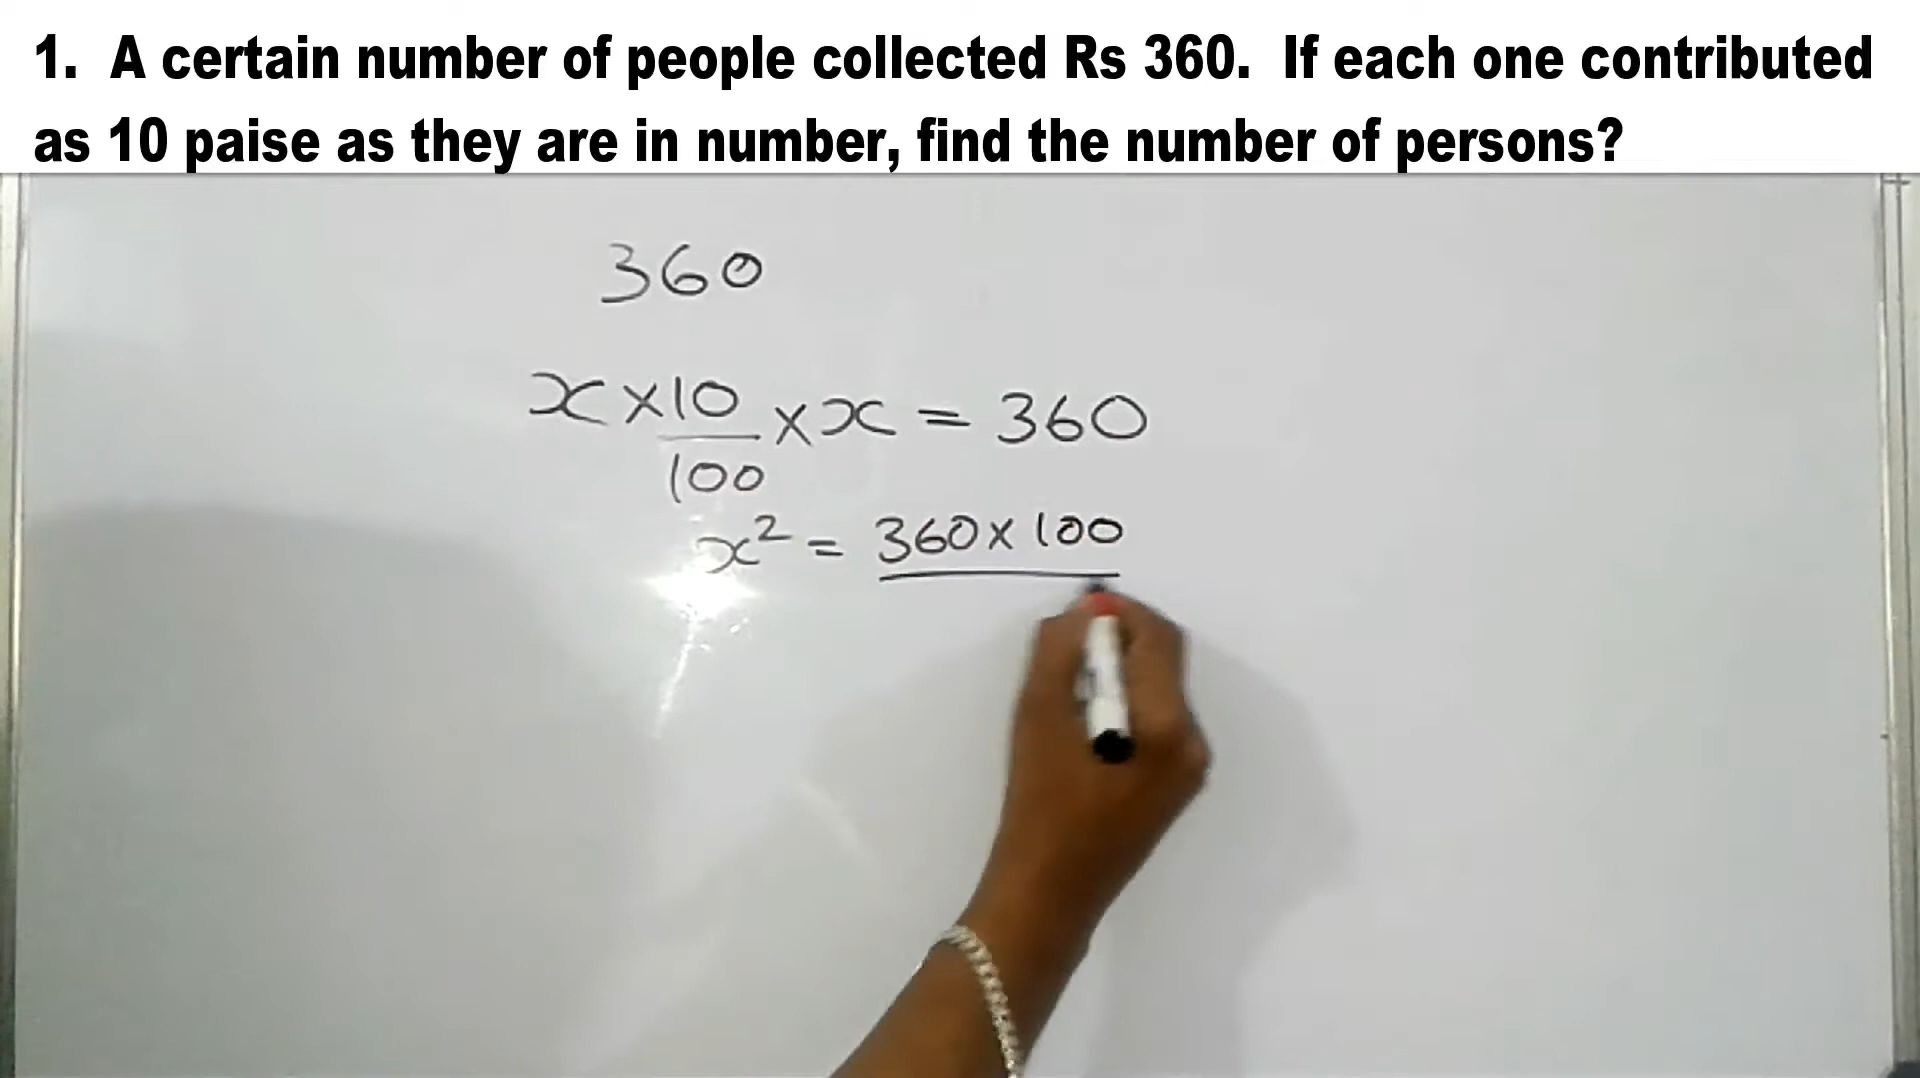 1. A certain number of people collected Rs 360. If each one contributed
as 10 paise as they are in number, find the number of persons?
360
x × 10/100 × x = 360
x² = 360 × 100